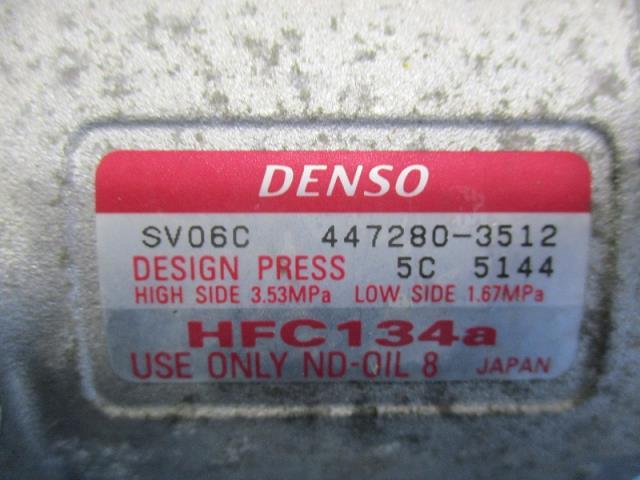 DENSO
SV06C 447280-3512
DESIGN PRESS 5C 5144
HIGH SIDE 3.53MPa LOW SIDE 1.67MPa
HFC134a
USE ONLY ND-OIL 8 JAPAN